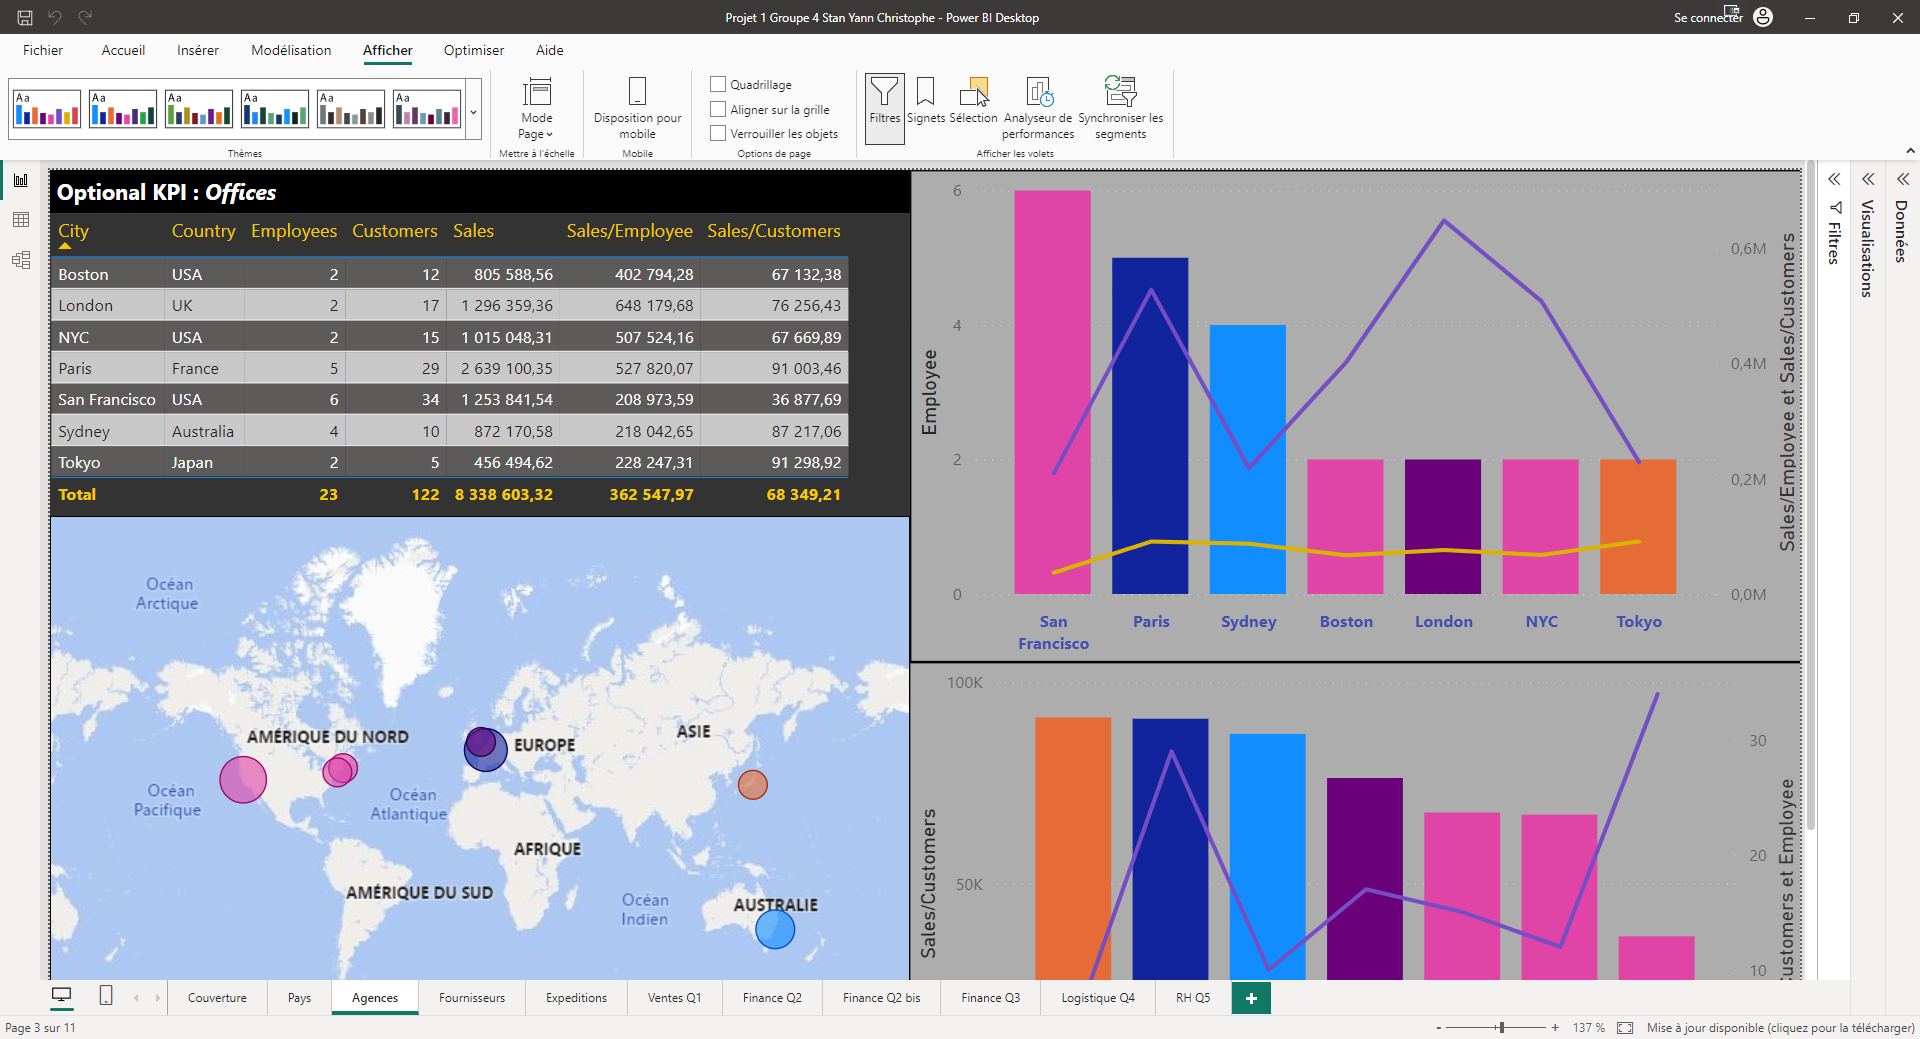 Projet 1 Groupe 4 Stan Yann Christophe - Power BI Desktop
Se connecter
Fichier Accueil Insérer Modélisation Afficher Optimiser Aide
Aa Aa Aa Aa Aa Aa
Thèmes
Mode Page
Mettre à l'échelle
Disposition pour mobile
Mobile
Quadrillage
Aligner sur la grille
Verrouiller les objets
Options de page
Filtres
Signets
Sélection
Analyseur de performances
Synchroniser les segments
Afficher les volets
Optional KPI : Offices
City Country Employees Customers Sales Sales/Employee Sales/Customers
Boston USA 2 12 805 588,56 402 794,28 67 132,38
London UK 2 17 1 296 359,36 648 179,68 76 256,43
NYC USA 2 15 1 015 048,31 507 524,16 67 669,89
Paris France 5 29 2 639 100,35 527 820,07 91 003,46
San Francisco USA 6 34 1 253 841,54 208 973,59 36 877,69
Sydney Australia 4 10 872 170,58 218 042,65 87 217,06
Tokyo Japan 2 5 456 494,62 228 247,31 91 298,92
Total 23 122 8 338 603,32 362 547,97 68 349,21
Océan Arctique
AMÉRIQUE DU NORD
EUROPE
ASIE
Océan Pacifique
Océan Atlantique
AFRIQUE
AMÉRIQUE DU SUD
Océan Indien
AUSTRALIE
Employee
6
4
2
0
San Francisco
Paris
Sydney
Boston
London
NYC
Tokyo
0,6M
0,4M
0,2M
0,0M
Sales/Employee et Sales/Customers
Sales/Customers
100K
50K
30
20
10
Customers et Employee
Filtres
Visualisations
Données
Couverture Pays Agences Fournisseurs Expeditions Ventes Q1 Finance Q2 Finance Q2 bis Finance Q3 Logistique Q4 RH Q5 +
Page 3 sur 11
- + 137 %
Mise à jour disponible (cliquez pour la télécharger)